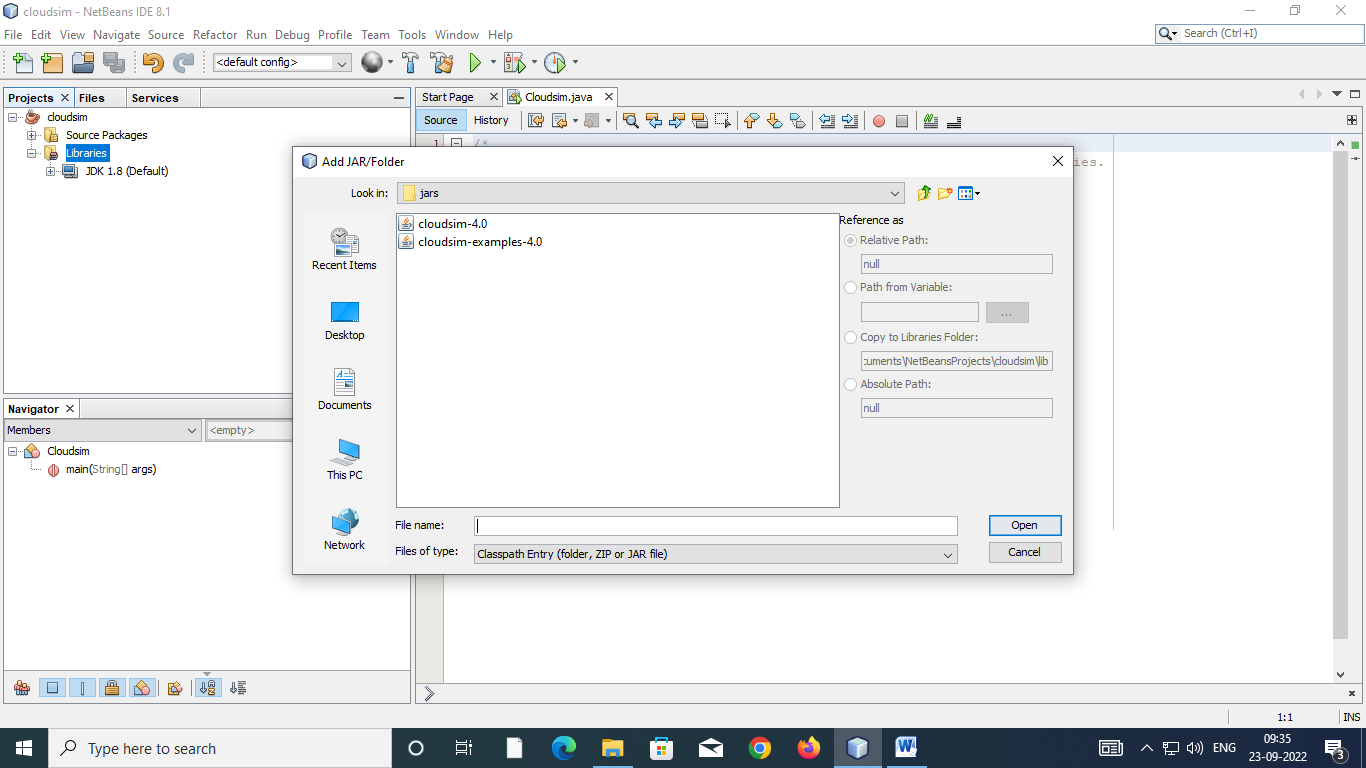 cloudsim - NetBeans IDE 8.1
File Edit View Navigate Source Refactor Run Debug Profile Team Tools Window Help
Search (Ctrl+I)
<default config>
Projects Files Services
Start Page Cloudsim.java
cloudsim
Source History
Source Packages
Libraries
1 /*
JDK 1.8 (Default)
Add JAR/Folder
Look in: jars
cloudsim-4.0
cloudsim-examples-4.0
Recent Items
Desktop
Documents
This PC
Network
Reference as
Relative Path:
null
Path from Variable:
...
Copy to Libraries Folder:
:uments\NetBeansProjects\cloudsim\lib
Absolute Path:
null
File name:
Open
Files of type: Classpath Entry (folder, ZIP or JAR file)
Cancel
Navigator
Members <empty>
Cloudsim
main(String[] args)
1:1 INS
Type here to search
ENG
09:35
23-09-2022
3